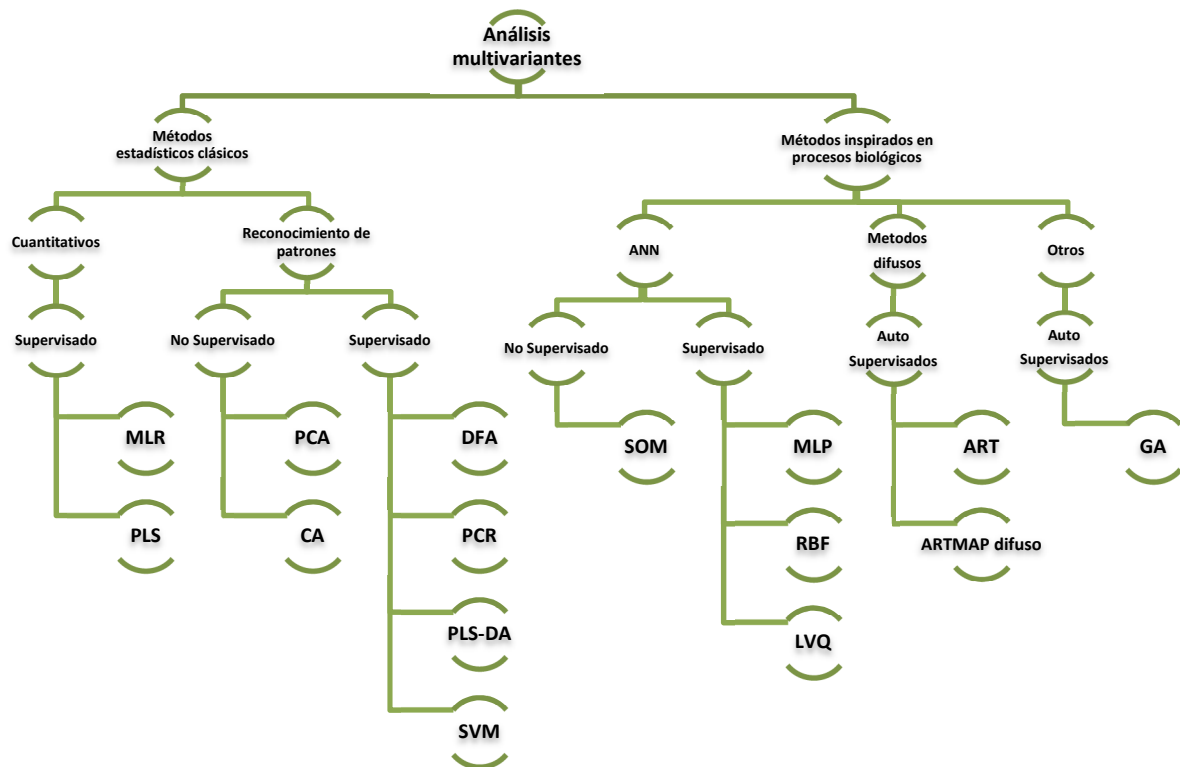 Análisis
multivariantes
Métodos
estadísticos clásicos
Métodos inspirados en
procesos biológicos
Cuantitativos
Reconocimiento de
patrones
ANN
Metodos
difusos
Otros
Supervisado
No Supervisado
Supervisado
No Supervisado
Supervisado
Auto
Supervisados
Auto
Supervisados
MLR
PCA
DFA
SOM
MLP
ART
GA
PLS
CA
PCR
RBF
ARTMAP difuso
PLS-DA
LVQ
SVM